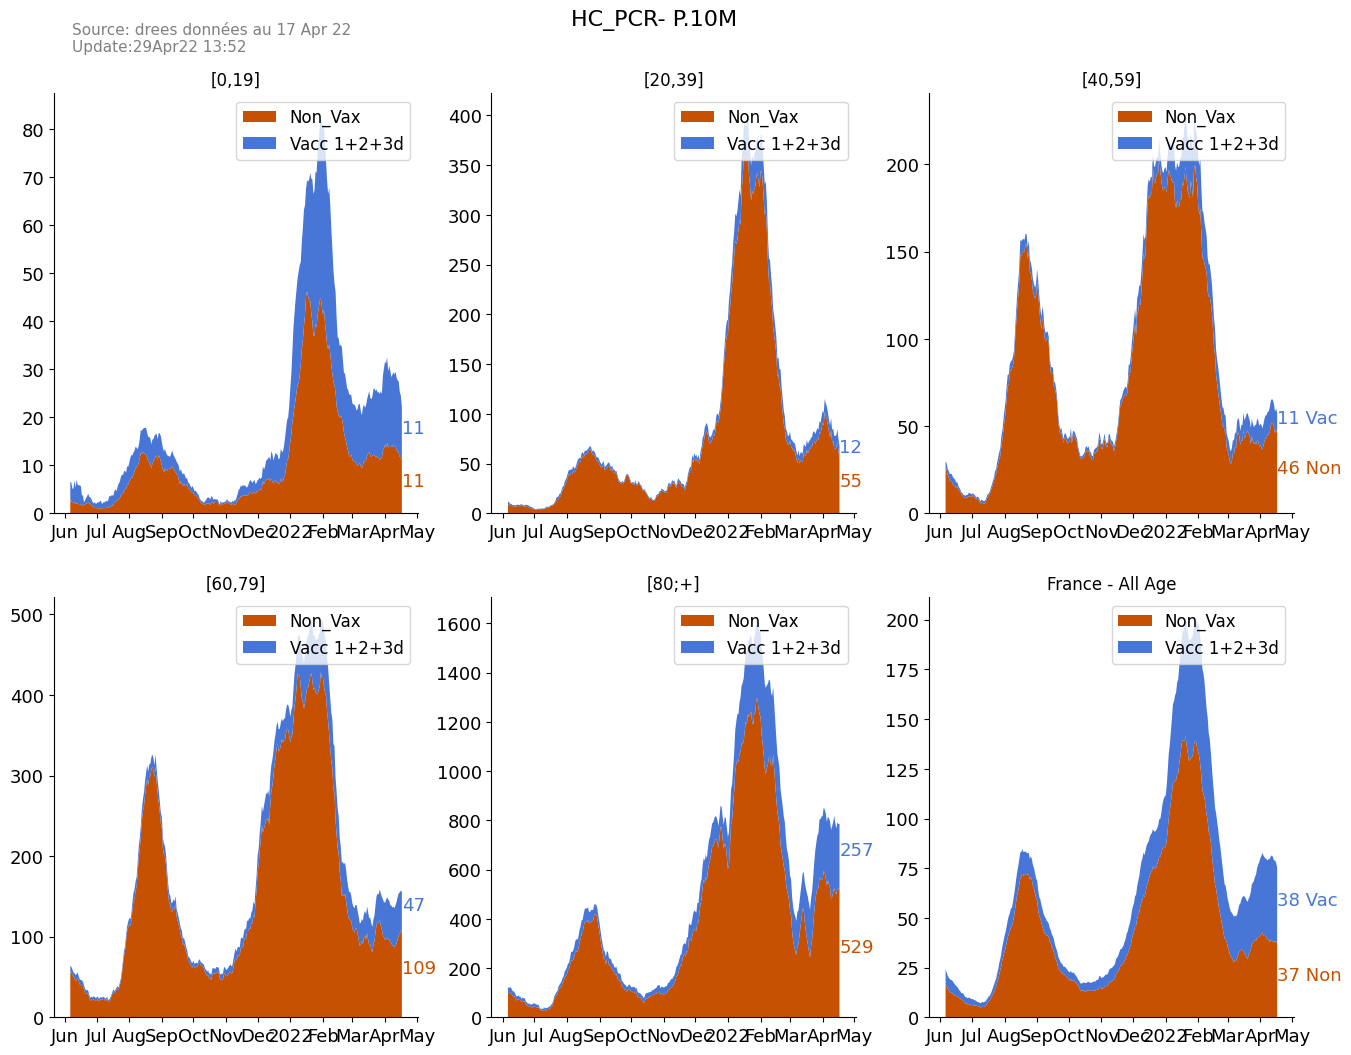 HC_PCR- P.10M
Source: drees données au 17 Apr 22
Update:29Apr22 13:52
[0,19]
Non_Vax
Vacc 1+2+3d
80
70
60
50
40
30
20
10
0
11
11
Jun Jul Aug Sep Oct Nov Dec 2022 Feb Mar Apr May
[20,39]
Non_Vax
Vacc 1+2+3d
400
350
300
250
200
150
100
50
0
12
55
Jun Jul Aug Sep Oct Nov Dec 2022 Feb Mar Apr May
[40,59]
Non_Vax
Vacc 1+2+3d
200
150
100
50
0
11 Vac
46 Non
Jun Jul Aug Sep Oct Nov Dec 2022 Feb Mar Apr May
[60,79]
Non_Vax
Vacc 1+2+3d
500
400
300
200
100
0
47
109
Jun Jul Aug Sep Oct Nov Dec 2022 Feb Mar Apr May
[80;+]
Non_Vax
Vacc 1+2+3d
1600
1400
1200
1000
800
600
400
200
0
257
529
Jun Jul Aug Sep Oct Nov Dec 2022 Feb Mar Apr May
France - All Age
Non_Vax
Vacc 1+2+3d
200
175
150
125
100
75
50
25
0
38 Vac
37 Non
Jun Jul Aug Sep Oct Nov Dec 2022 Feb Mar Apr May